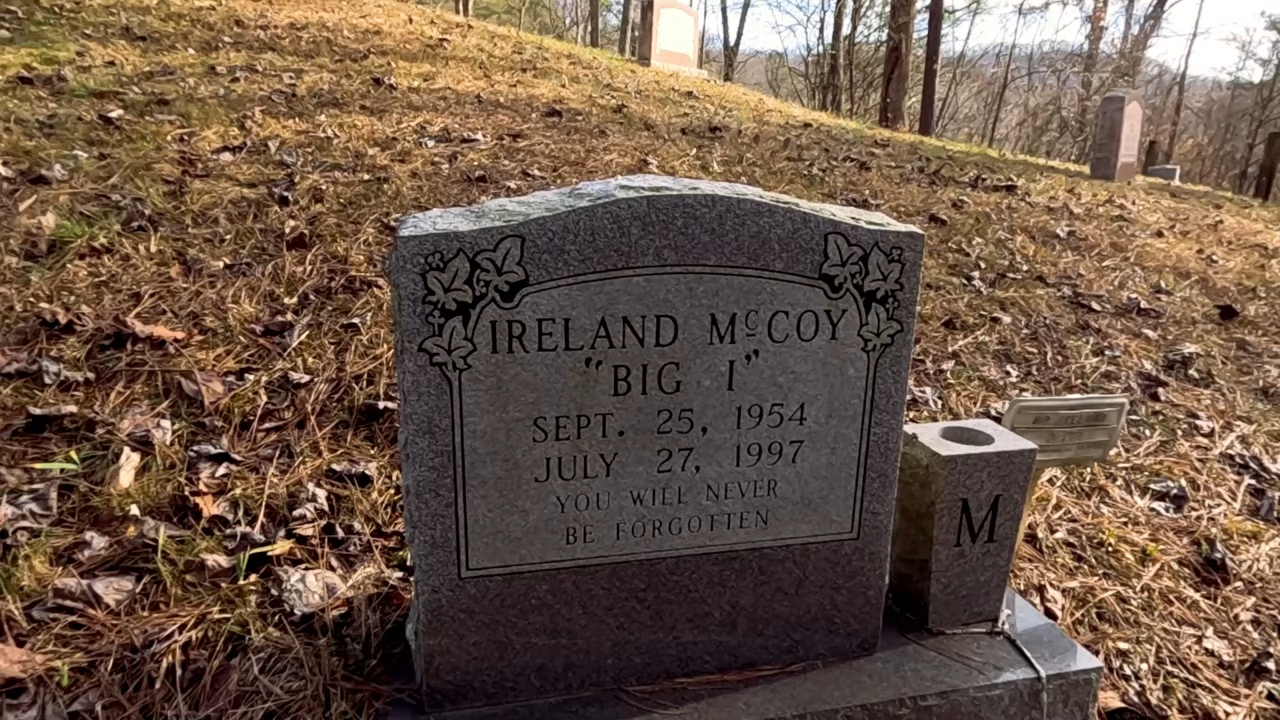 IRELAND McCOY
"BIG I"
SEPT. 25, 1954
JULY 27, 1997
YOU WILL NEVER
BE FORGOTTEN
M